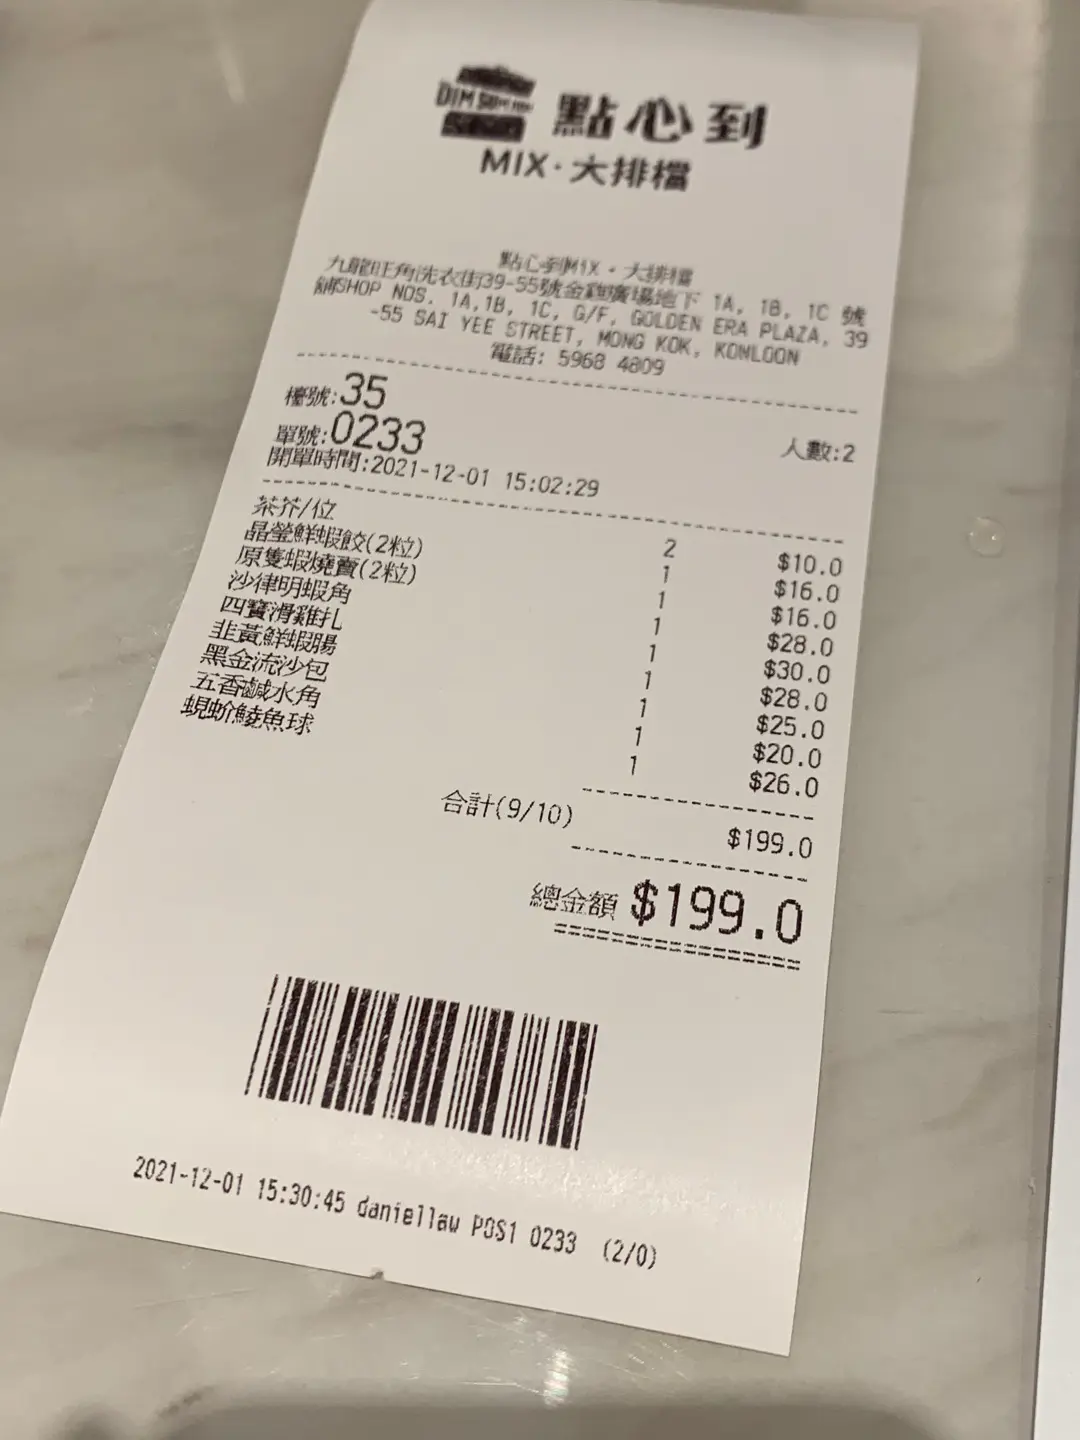 DIM SUM
點心到
MIX·大排檔
點心到MIX·大排檔
九龍旺角洗衣街39-55號金雞廣場地下 1A, 1B, 1C 號
舖SHOP NOS. 1A,1B, 1C, G/F, GOLDEN ERA PLAZA, 39
-55 SAI YEE STREET, MONG KOK, KOWLOON
電話: 5968 4809
檯號:35
單號:0233 人數:2
開單時間:2021-12-01 15:02:29
茶芥/位 2 $10.0
晶瑩鮮蝦餃(2粒) 1 $16.0
原隻蝦燒賣(2粒) 1 $16.0
沙律明蝦角 1 $28.0
四寶滑雞扎 1 $30.0
韭黃鮮蝦腸 1 $28.0
黑金流沙包 1 $25.0
五香鹹水角 1 $20.0
蜆蚧鯪魚球 1 $26.0
合計(9/10) $199.0
總金額 $199.0
2021-12-01 15:30:45 daniellaw POS1 0233 (2/0)